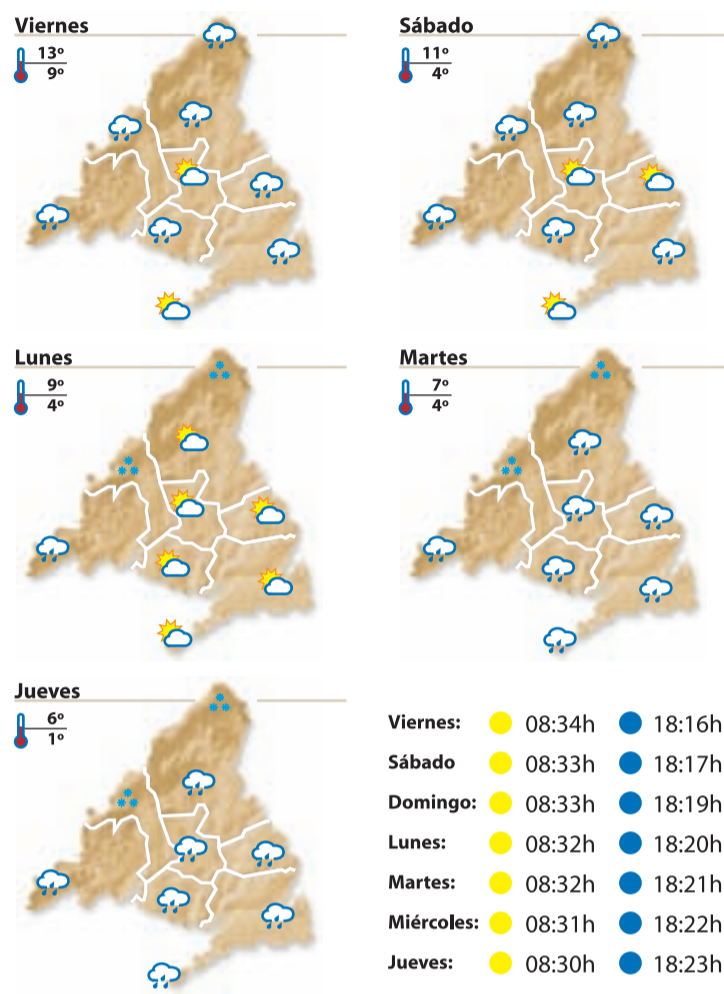 Viernes
13º
9º
Sábado
11º
4º
Lunes
9º
4º
Martes
7º
4º
Jueves
6º
1º
Viernes: 08:34h 18:16h
Sábado 08:33h 18:17h
Domingo: 08:33h 18:19h
Lunes: 08:32h 18:20h
Martes: 08:32h 18:21h
Miércoles: 08:31h 18:22h
Jueves: 08:30h 18:23h